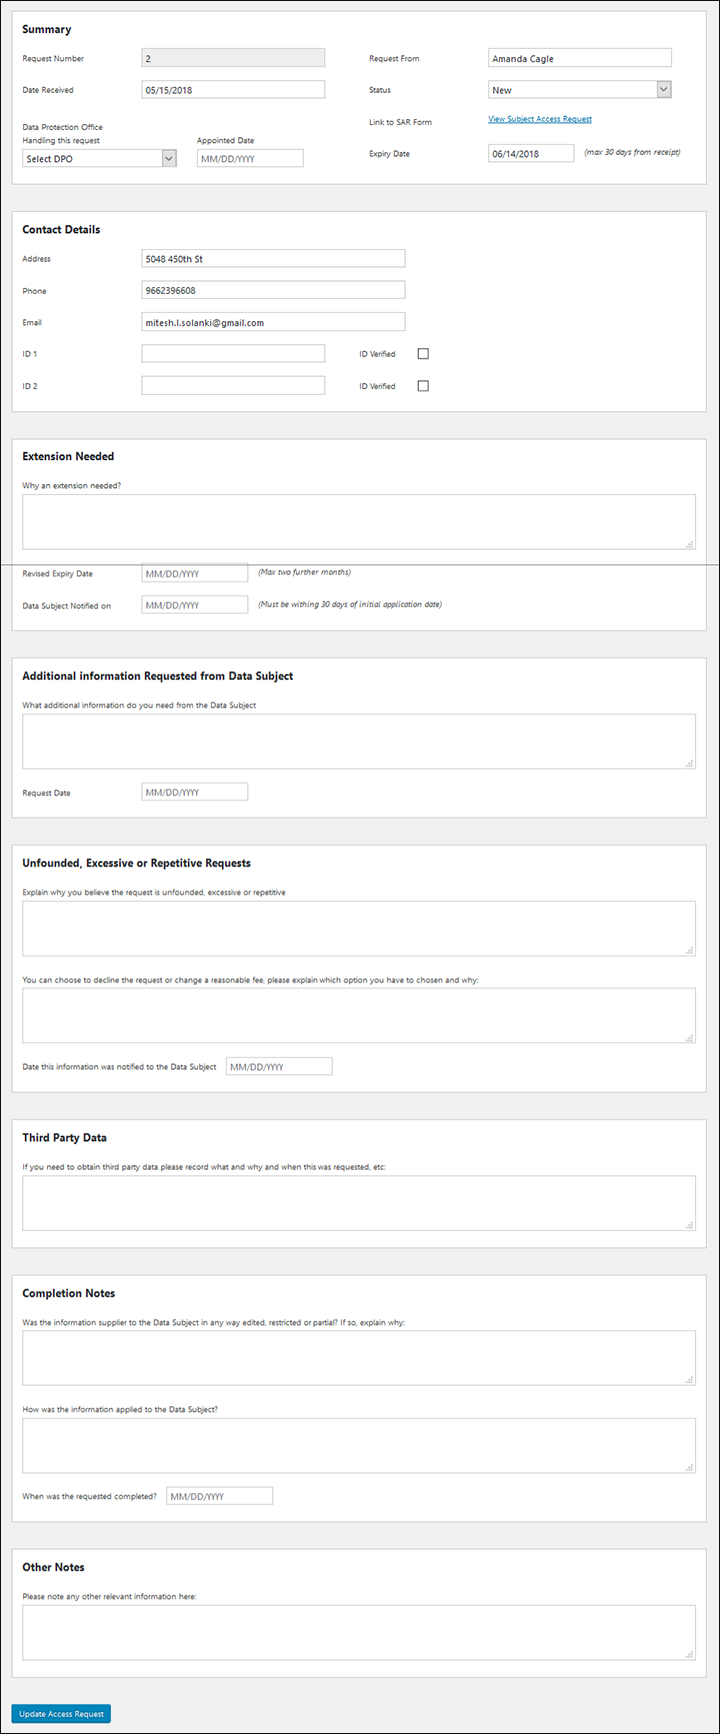 Summary
Request Number 2 Request From Amanda Cagle
Date Received 05/15/2018 Status New
Link to SAR Form View Subject Access Request
Data Protection Office
Handling this request Appointed Date
Select DPO MM/DD/YYYY Expiry Date 06/14/2018 (max 30 days from receipt)
Contact Details
Address 5048 450th St
Phone 9662396608
Email mitesh.l.solanki@gmail.com
ID 1 ID Verified
ID 2 ID Verified
Extension Needed
Why an extension needed?
Revised Expiry Date MM/DD/YYYY (Max two further months)
Data Subject Notified on MM/DD/YYYY (Must be withing 30 days of initial application date)
Additional information Requested from Data Subject
What additional information do you need from the Data Subject
Request Date MM/DD/YYYY
Unfounded, Excessive or Repetitive Requests
Explain why you believe the request is unfounded, excessive or repetitive
You can choose to decline the request or change a reasonable fee, please explain which option you have to chosen and why:
Date this information was notified to the Data Subject MM/DD/YYYY
Third Party Data
If you need to obtain third party data please record what and why and when this was requested, etc:
Completion Notes
Was the information supplier to the Data Subject in any way edited, restricted or partial? If so, explain why:
How was the information applied to the Data Subject?
When was the requested completed? MM/DD/YYYY
Other Notes
Please note any other relevant information here:
Update Access Request